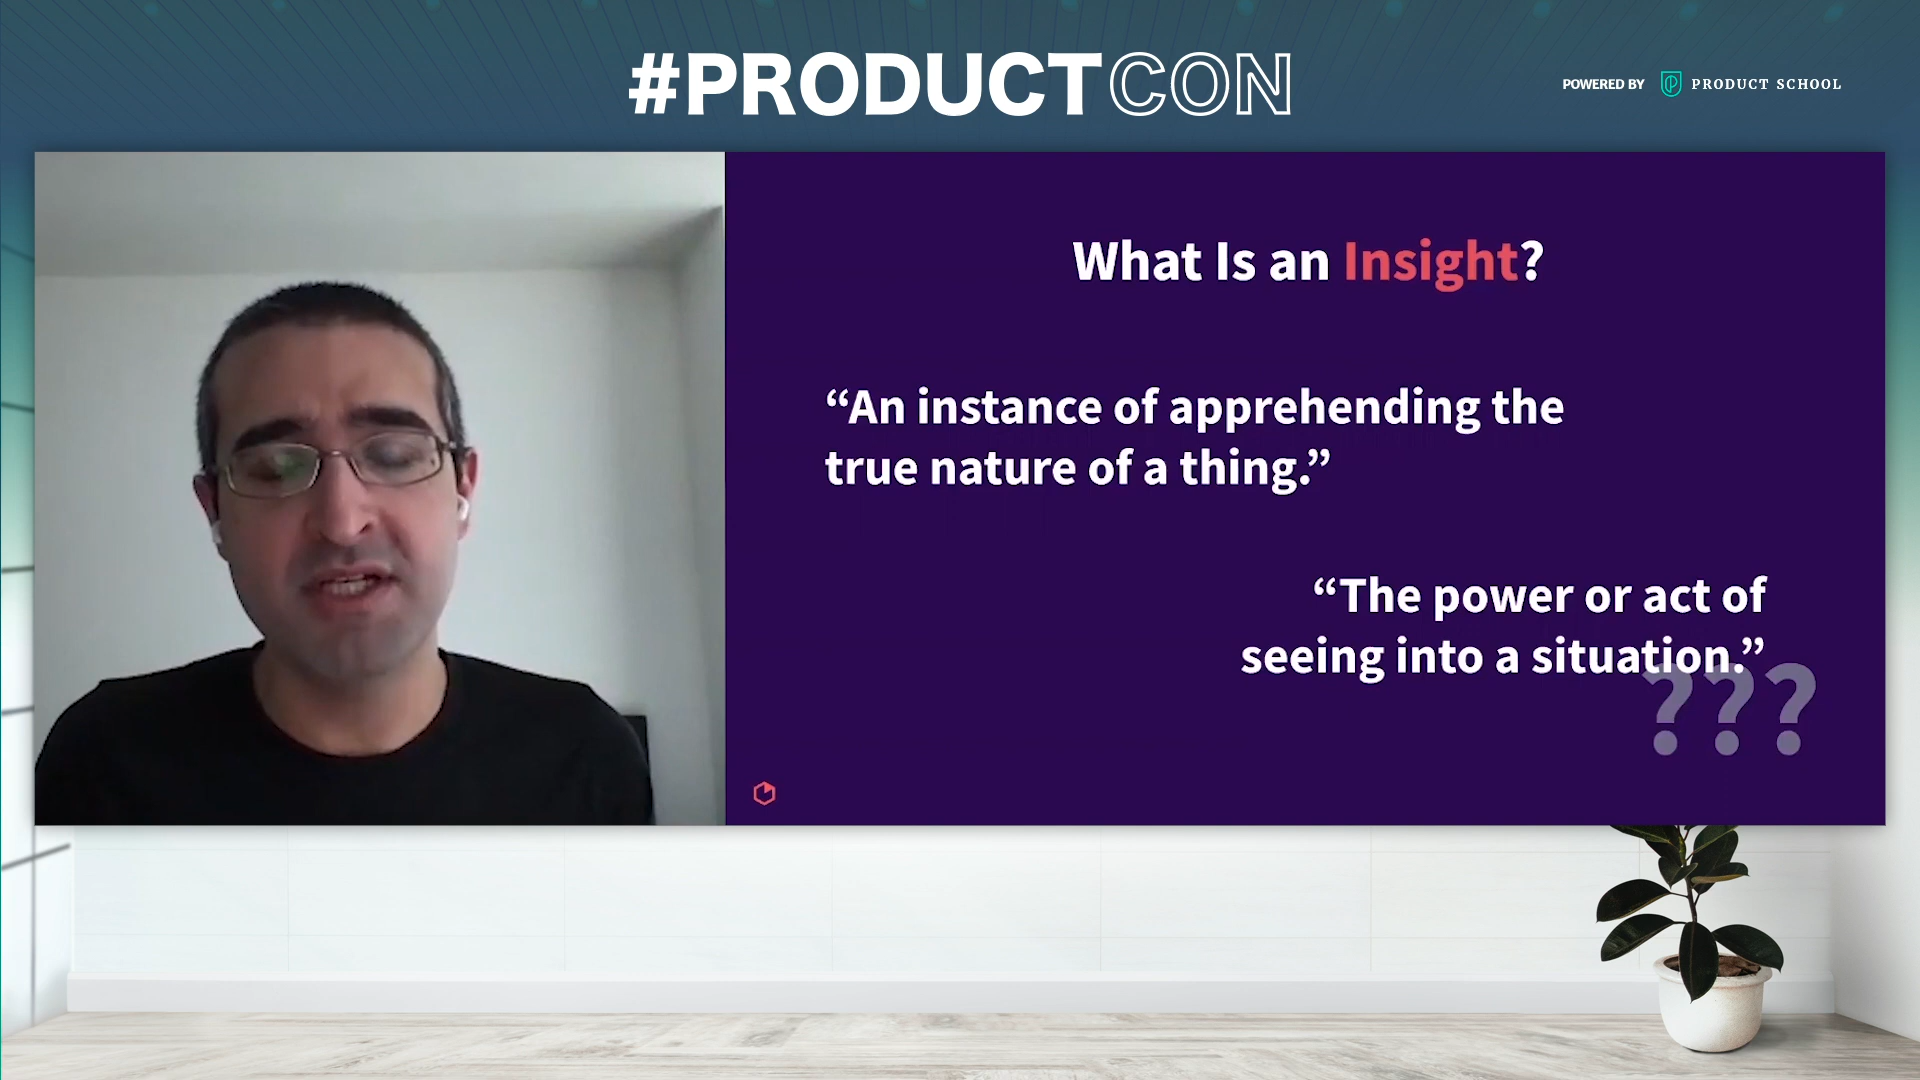 #PRODUCTCON
POWERED BY PRODUCT SCHOOL
What Is an Insight?
“An instance of apprehending the
true nature of a thing.”
“The power or act of
seeing into a situation.”
???